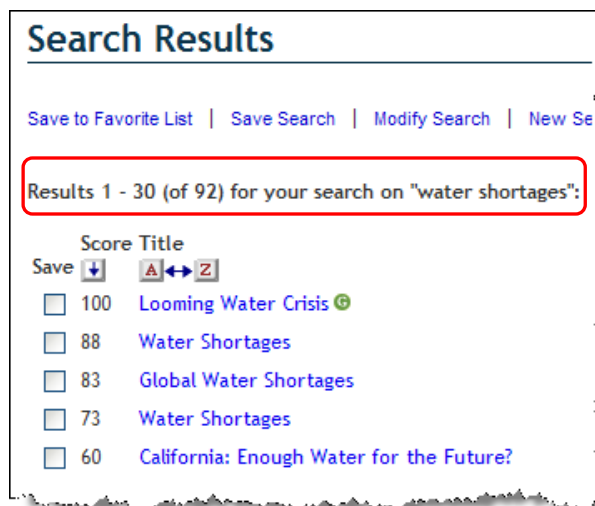 Search Results
Save to Favorite List | Save Search | Modify Search | New Se
Results 1 - 30 (of 92) for your search on "water shortages":
Score Title
Save A Z
100 Looming Water Crisis G
88 Water Shortages
83 Global Water Shortages
73 Water Shortages
60 California: Enough Water for the Future?